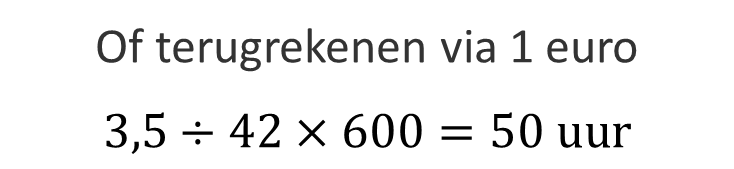 Of terugrekenen via 1 euro
3,5 ÷ 42 × 600 = 50 uur